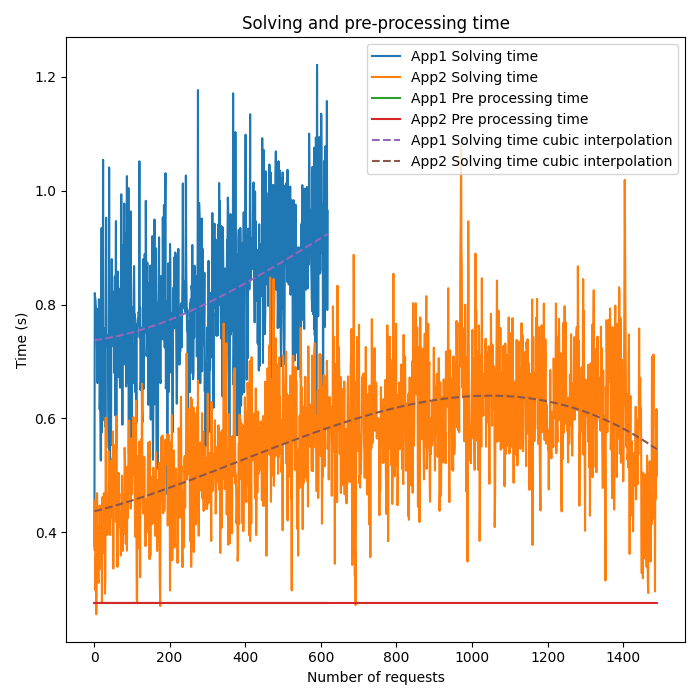 Solving and pre-processing time
App1 Solving time
App2 Solving time
App1 Pre processing time
App2 Pre processing time
App1 Solving time cubic interpolation
App2 Solving time cubic interpolation
1.2
1.0
0.8
0.6
0.4
Time (s)
0 200 400 600 800 1000 1200 1400
Number of requests